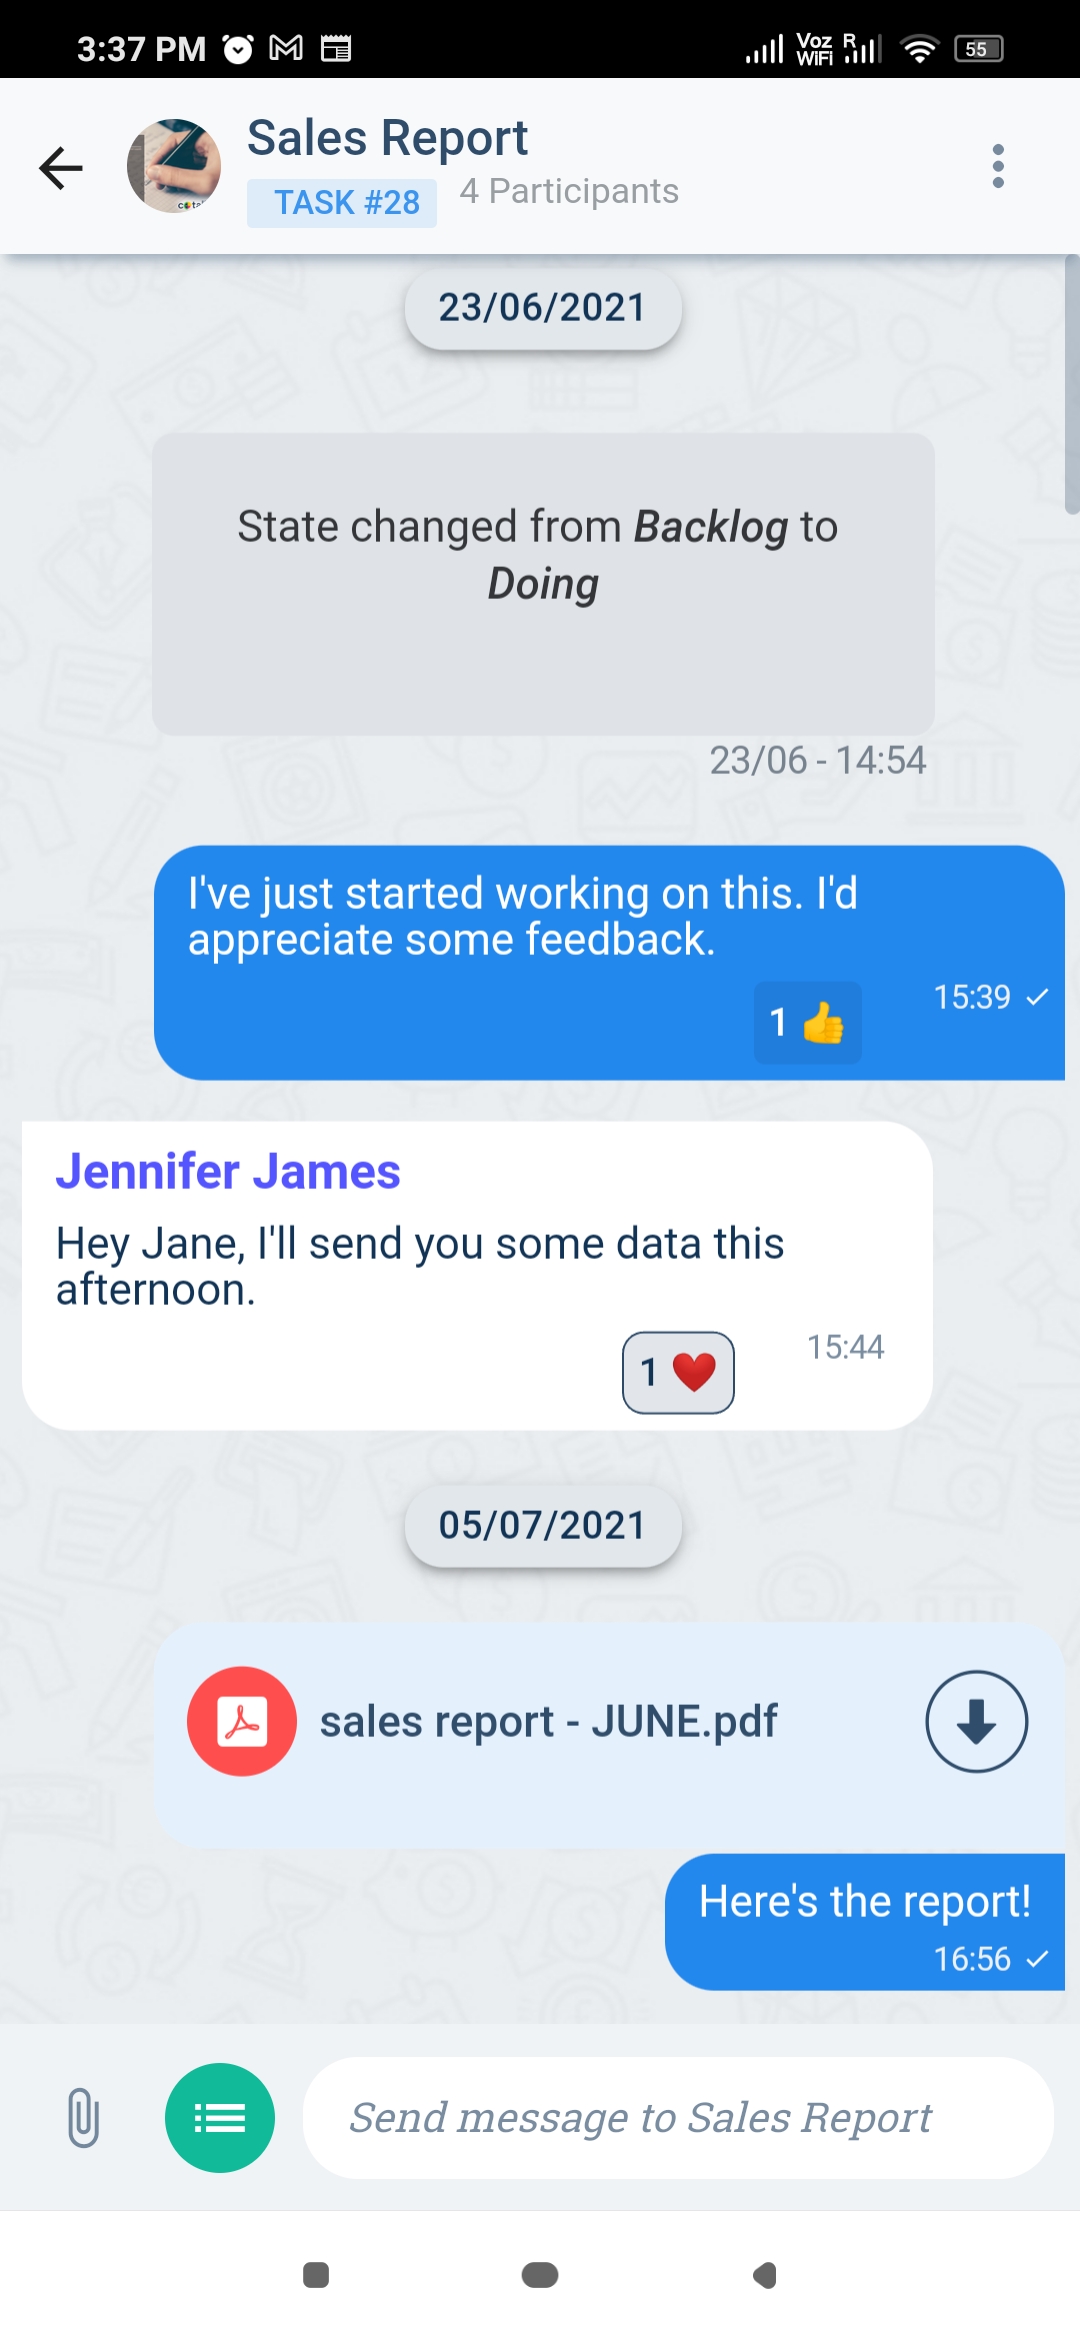 3:37 PM
Voz
WiFi
R
55
Sales Report
TASK #28
4 Participants
23/06/2021
State changed from Backlog to
Doing
23/06 - 14:54
I've just started working on this. I'd
appreciate some feedback.
1 👍
15:39
Jennifer James
Hey Jane, I'll send you some data this
afternoon.
1 ❤️
15:44
05/07/2021
sales report - JUNE.pdf
Here's the report!
16:56
Send message to Sales Report